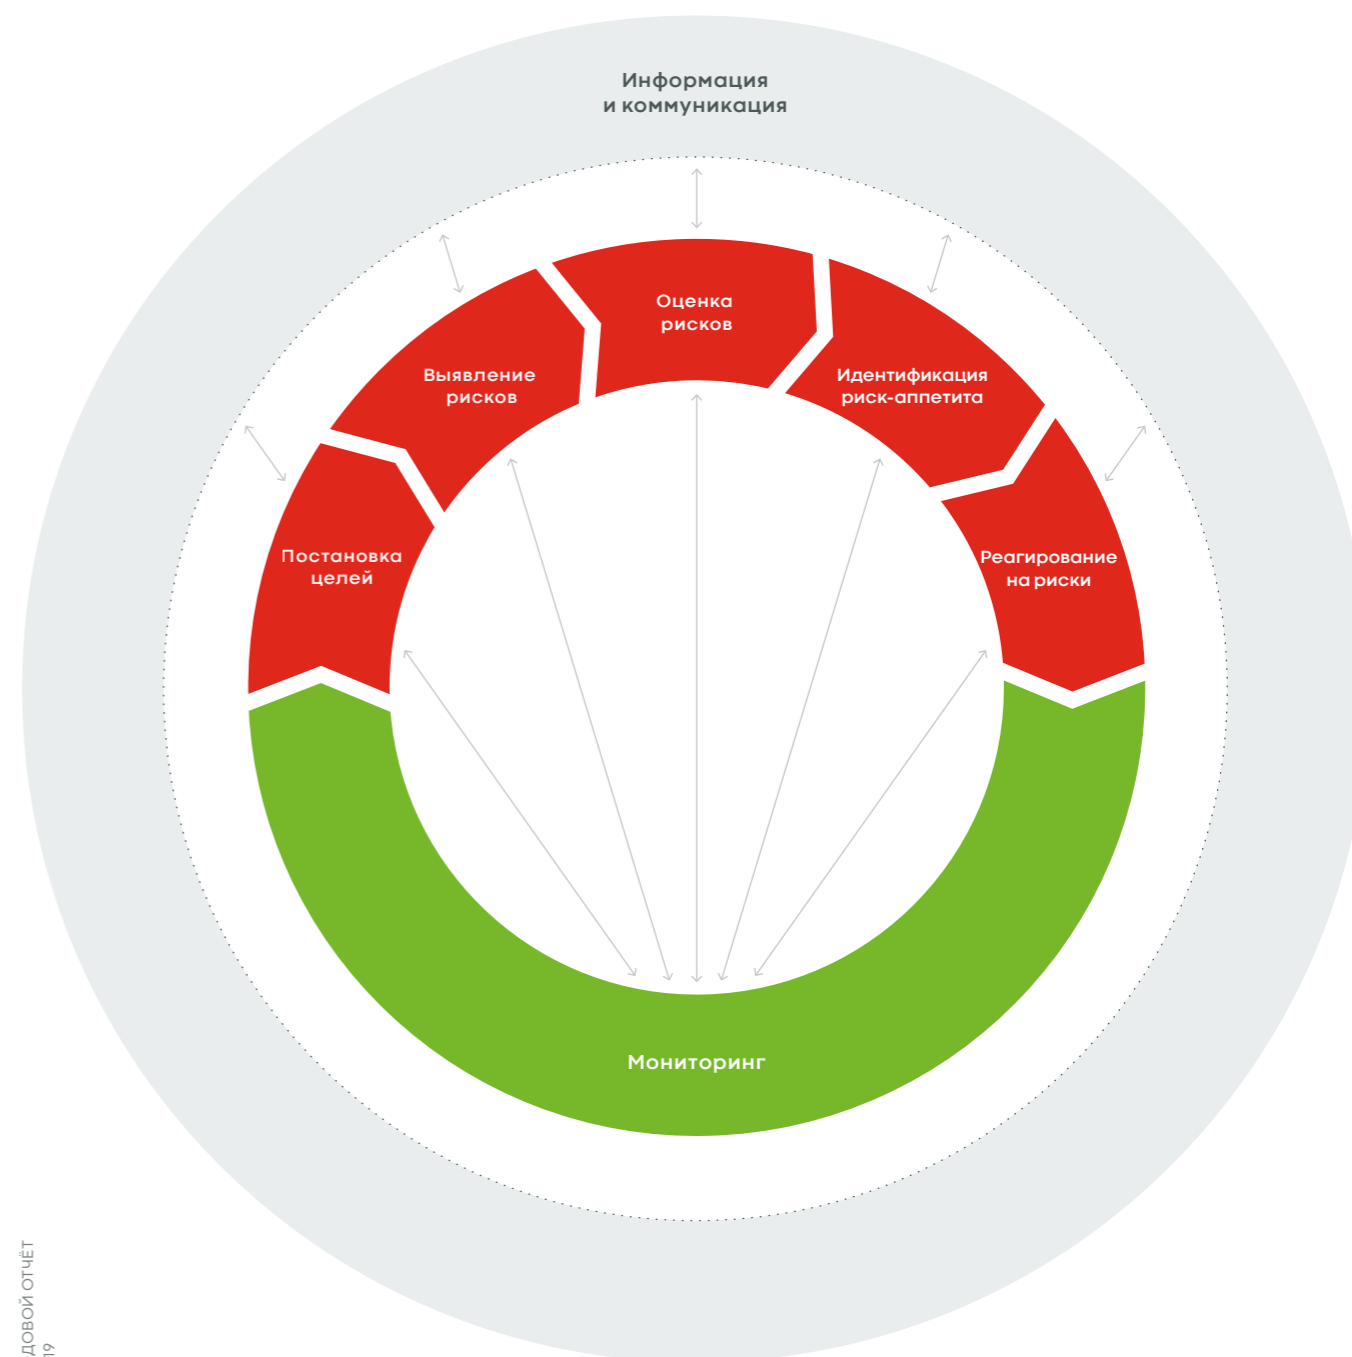 Информация
и коммуникация
Оценка
рисков
Выявление
рисков
Идентификация
риск-аппетита
Постановка
целей
Реагирование
на риски
Мониторинг
ДОВОЙ ОТЧЁТ
19